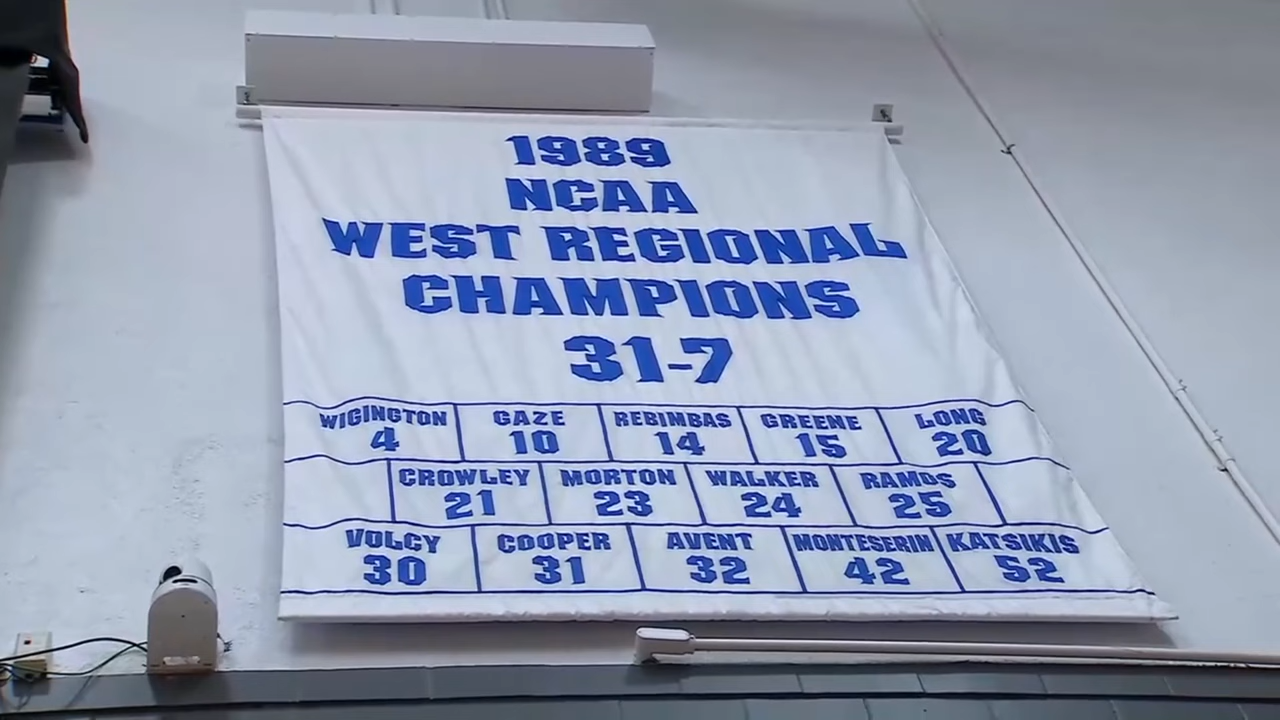 1989
NCAA
WEST REGIONAL
CHAMPIONS
31-7
WIGINGTON GAZE REBIMBAS GREENE LONG
4 10 14 15 20
CROWLEY MORTON WALKER RAMOS
21 23 24 25
VOLCY COOPER AVENT MONTESERIN KATSIKIS
30 31 32 42 52